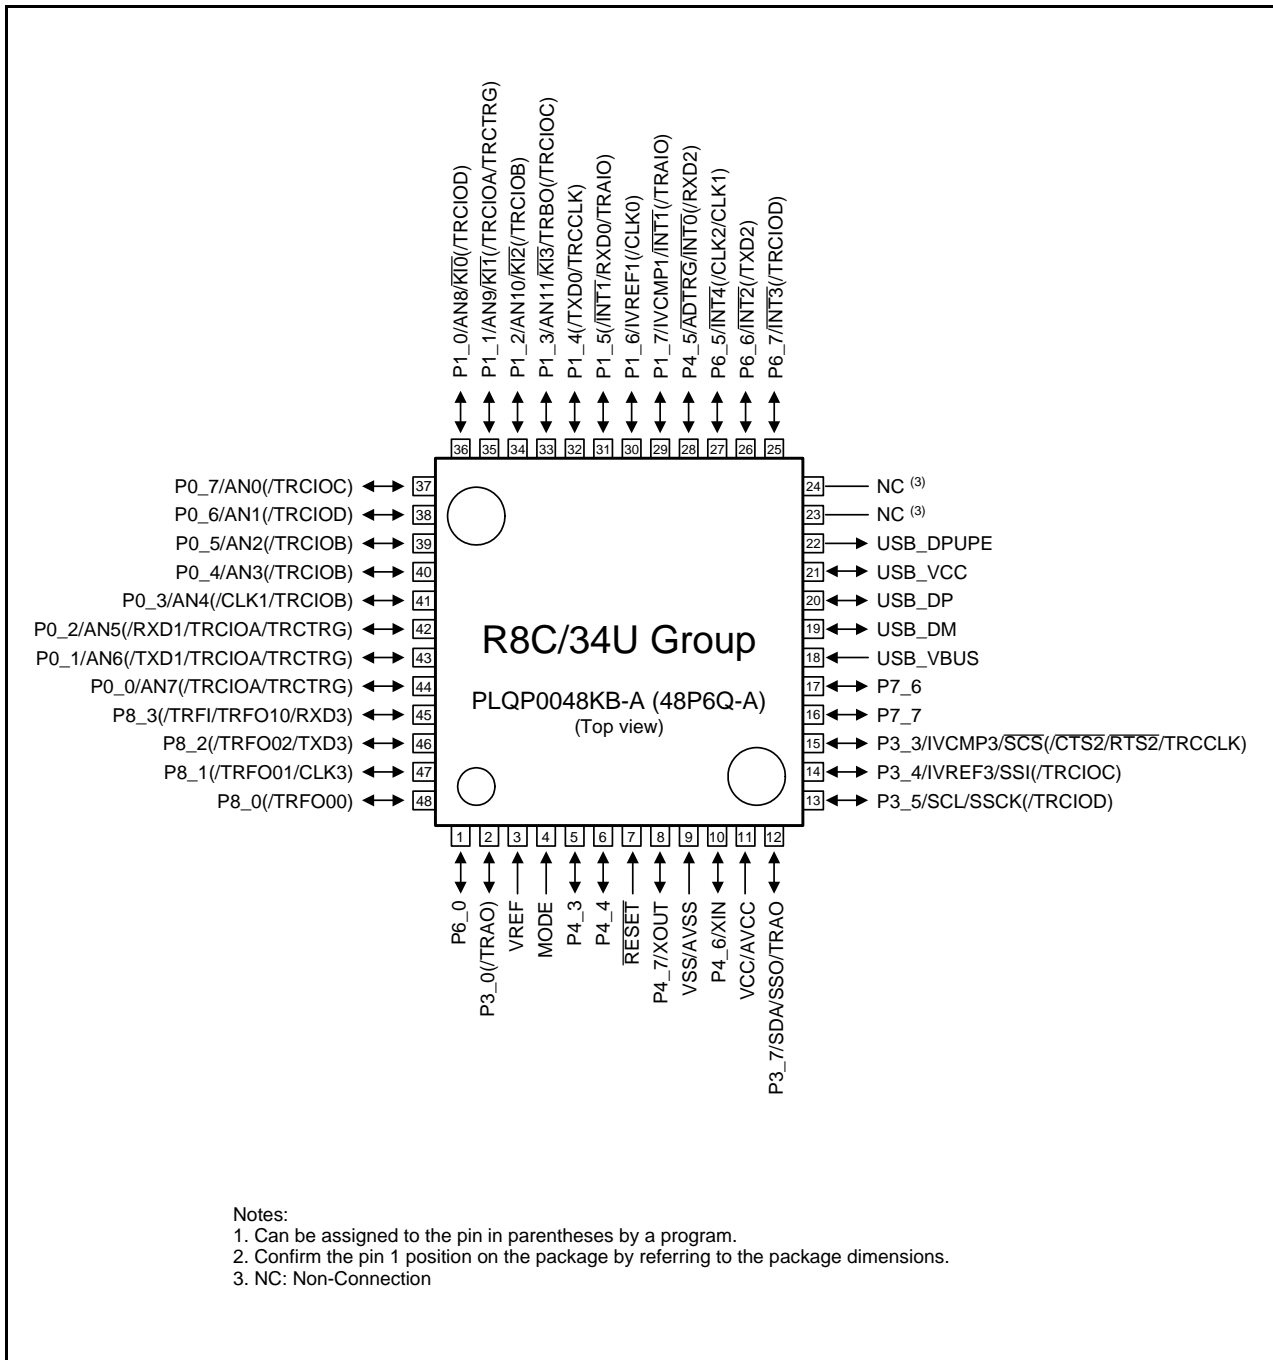 P1_0/AN8/KI0(/TRCIOD)
P1_1/AN9/KI1(/TRCIOA/TRCTRG)
P1_2/AN10/KI2(/TRCIOB)
P1_3/AN11/KI3/TRBO(/TRCIOC)
P1_4(/TXD0/TRCCLK)
P1_5(/INT1/RXD0/TRAIO)
P1_6/IVREF1(/CLK0)
P1_7/IVCMP1/INT1(/TRAIO)
P4_5/ADTRG/INT0(/RXD2)
P6_5/INT4(/CLK2/CLK1)
P6_6/INT2(/TXD2)
P6_7/INT3(/TRCIOD)
36 35 34 33 32 31 30 29 28 27 26 25
P0_7/AN0(/TRCIOC) 37
P0_6/AN1(/TRCIOD) 38
P0_5/AN2(/TRCIOB) 39
P0_4/AN3(/TRCIOB) 40
P0_3/AN4(/CLK1/TRCIOB) 41
P0_2/AN5(/RXD1/TRCIOA/TRCTRG) 42
P0_1/AN6(/TXD1/TRCIOA/TRCTRG) 43
P0_0/AN7(/TRCIOA/TRCTRG) 44
P8_3(/TRFI/TRFO10/RXD3) 45
P8_2(/TRFO02/TXD3) 46
P8_1(/TRFO01/CLK3) 47
P8_0(/TRFO00) 48
R8C/34U Group
PLQP0048KB-A (48P6Q-A)
(Top view)
24 NC (3)
23 NC (3)
22 USB_DPUPE
21 USB_VCC
20 USB_DP
19 USB_DM
18 USB_VBUS
17 P7_6
16 P7_7
15 P3_3/IVCMP3/SCS(/CTS2/RTS2/TRCCLK)
14 P3_4/IVREF3/SSI(/TRCIOC)
13 P3_5/SCL/SSCK(/TRCIOD)
1 2 3 4 5 6 7 8 9 10 11 12
P6_0
P3_0(/TRAO)
VREF
MODE
P4_3
P4_4
RESET
P4_7/XOUT
VSS/AVSS
P4_6/XIN
VCC/AVCC
P3_7/SDA/SSO/TRAO
Notes:
1. Can be assigned to the pin in parentheses by a program.
2. Confirm the pin 1 position on the package by referring to the package dimensions.
3. NC: Non-Connection